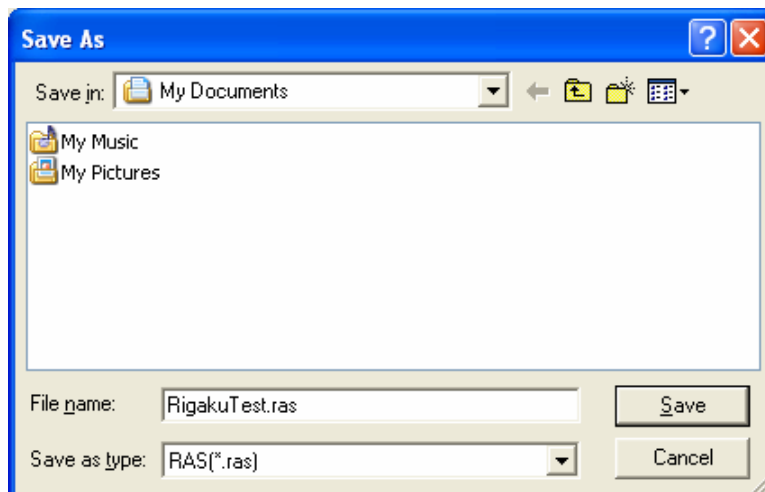 Save As
Save in: My Documents
My Music
My Pictures
File name: RigakuTest.ras Save
Save as type: RAS(*.ras) Cancel